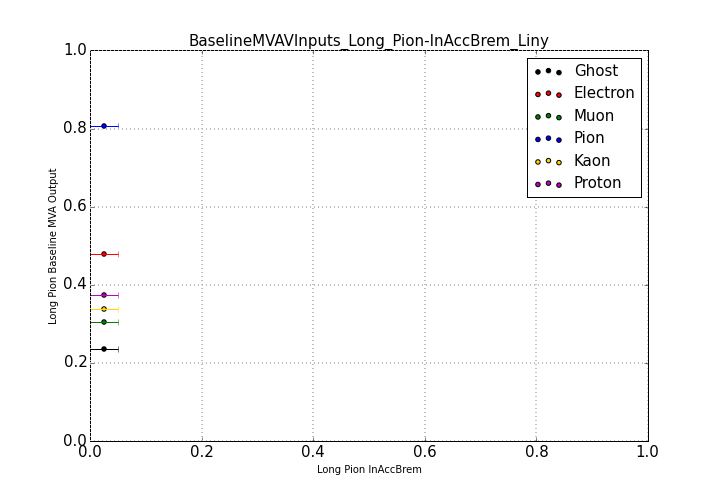 BaselineMVAVInputs_Long_Pion-InAccBrem_Liny
1.0
0.8
0.6
0.4
0.2
0.0
Long Pion Baseline MVA Output
Ghost
Electron
Muon
Pion
Kaon
Proton
0.0 0.2 0.4 0.6 0.8 1.0
Long Pion InAccBrem